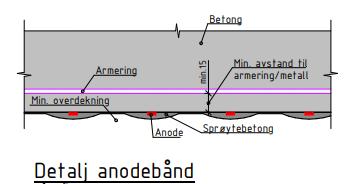 Betong
Min. avstand til
armering/metall
min.15
Armering
Min. overdekning
Sprøytebetong
Anode
Detalj anodebånd